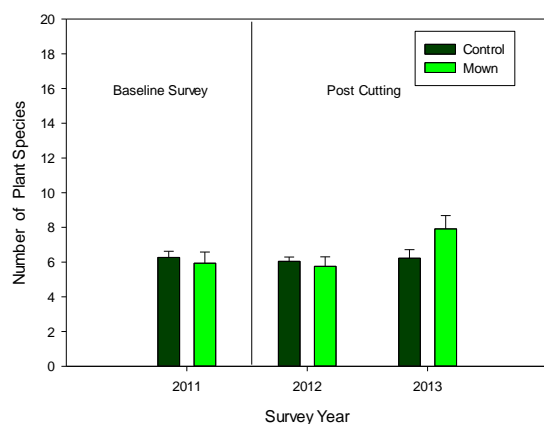 20
18
16
14
12
10
8
6
4
2
0
Number of Plant Species
Baseline Survey
Post Cutting
Control
Mown
2011 2012 2013
Survey Year